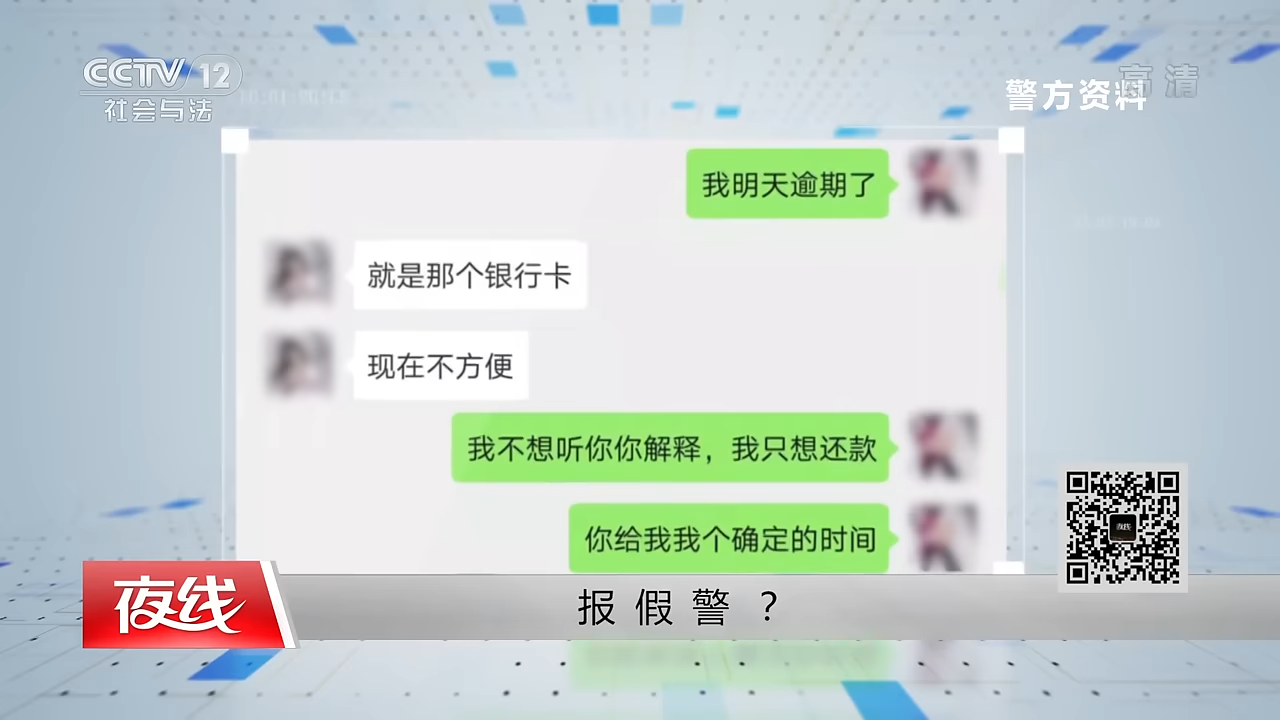 CCTV 12
社会与法
高清
警方资料
我明天逾期了
就是那个银行卡
现在不方便
我不想听你你解释，我只想还款
你给我我个确定的时间
夜线
报假警？